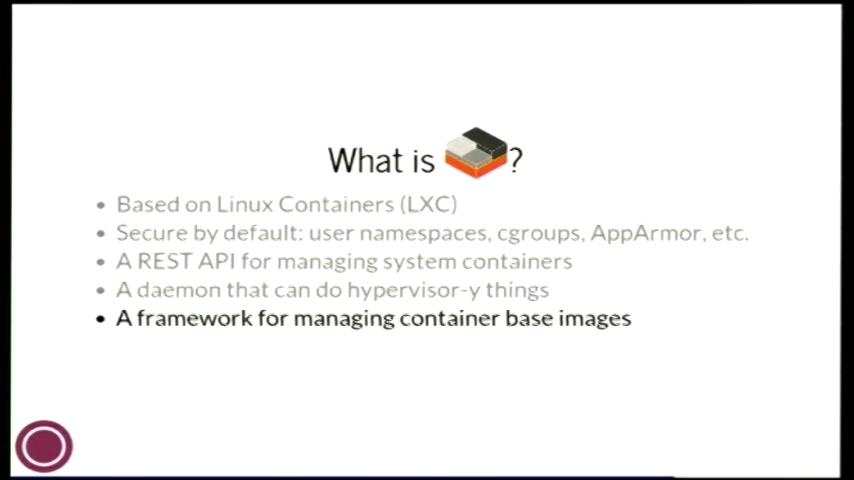 What is ?
Based on Linux Containers (LXC)
Secure by default: user namespaces, cgroups, AppArmor, etc.
A REST API for managing system containers
A daemon that can do hypervisor-y things
A framework for managing container base images